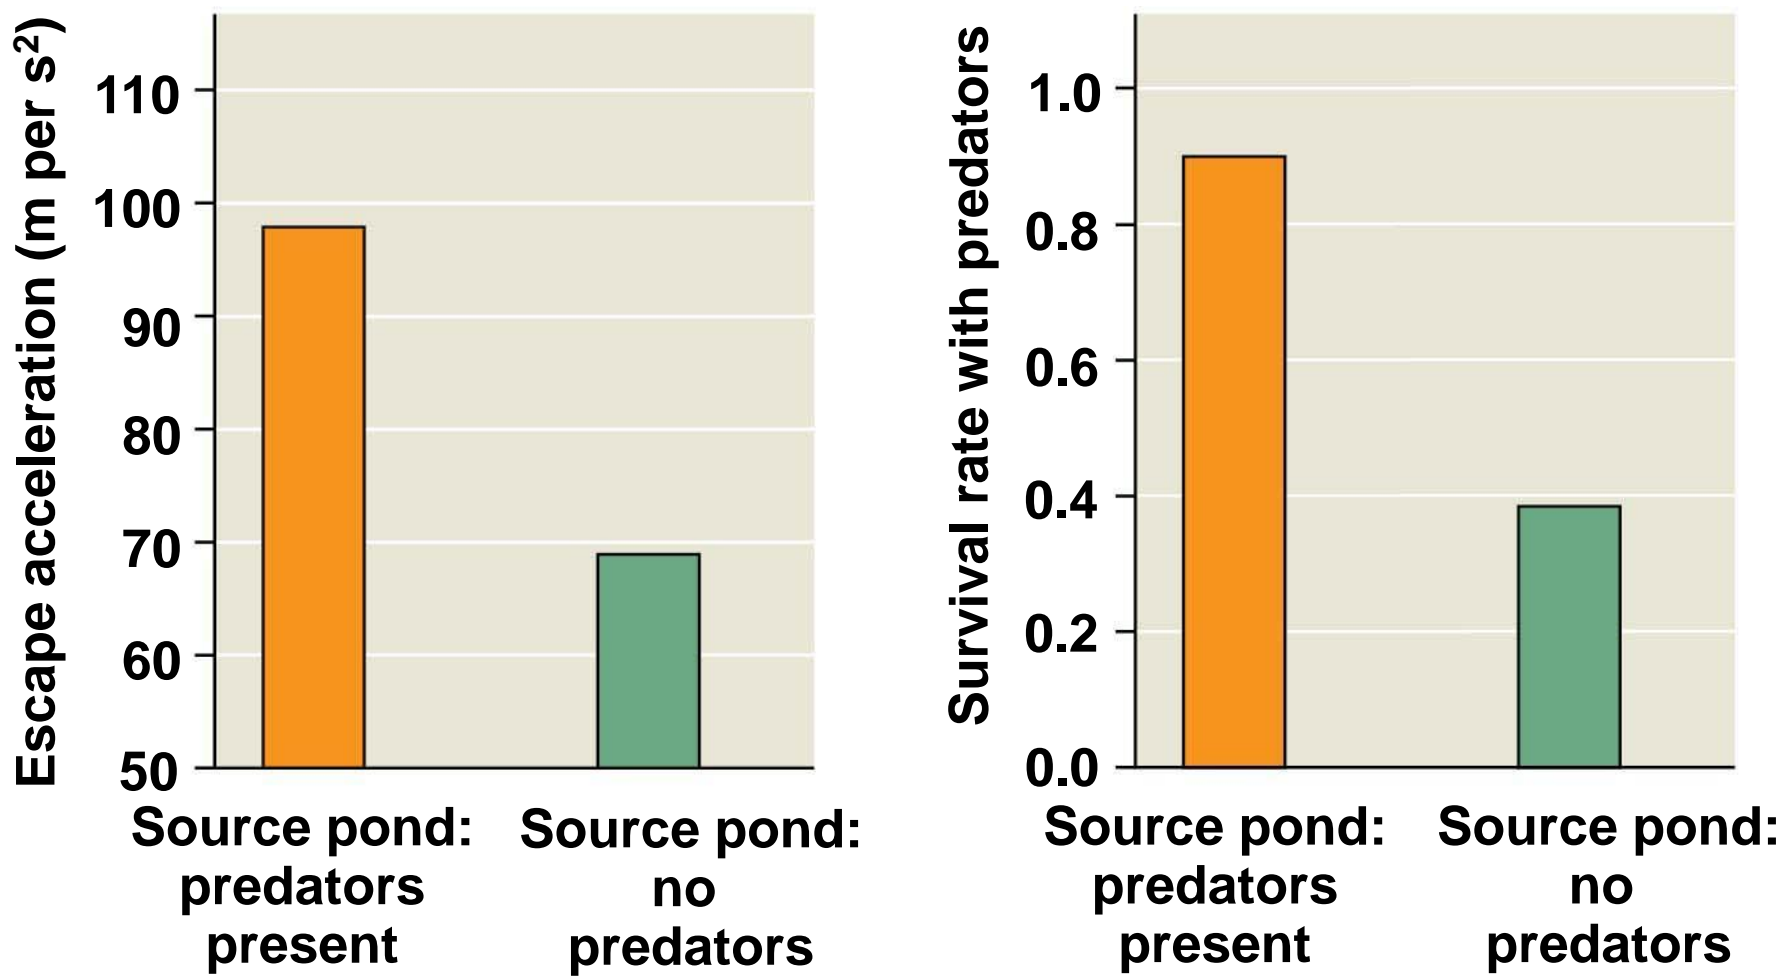 Escape acceleration (m per s²)
110
100
90
80
70
60
50
Source pond:
predators
present
Source pond:
no
predators
Survival rate with predators
1.0
0.8
0.6
0.4
0.2
0.0
Source pond:
predators
present
Source pond:
no
predators